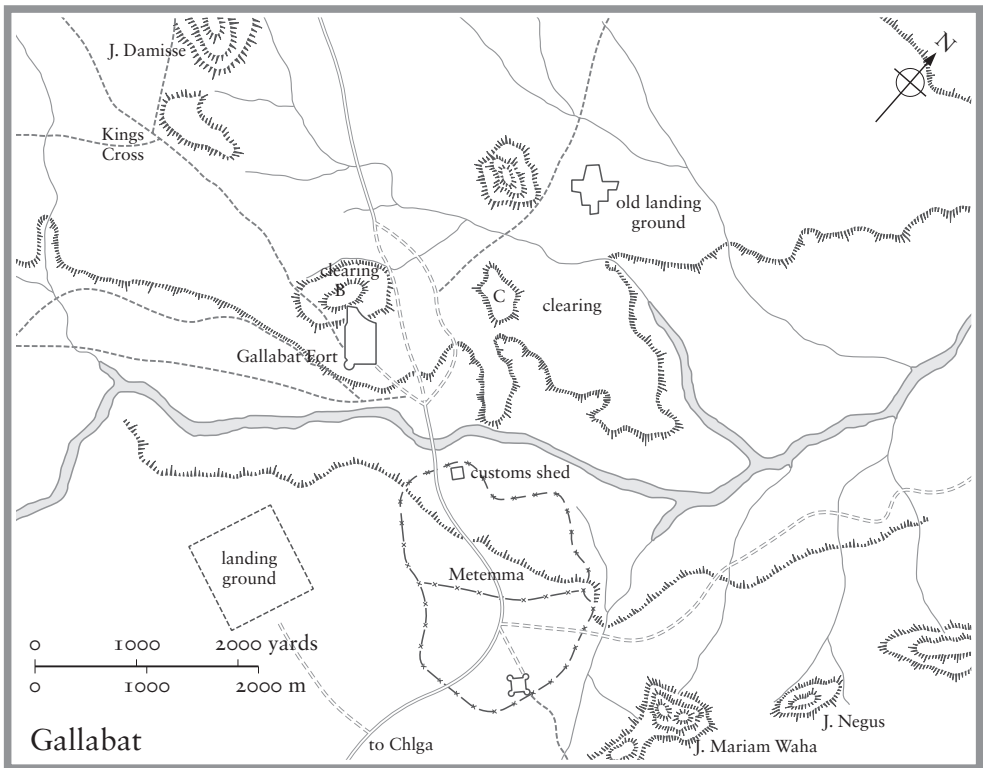 J. Damisse
N
Kings
Cross
old landing
ground
clearing
B
C
clearing
Gallabat Fort
customs shed
landing
ground
Metemma
0 1000 2000 yards
0 1000 2000 m
J. Negus
J. Mariam Waha
to Chlga
Gallabat